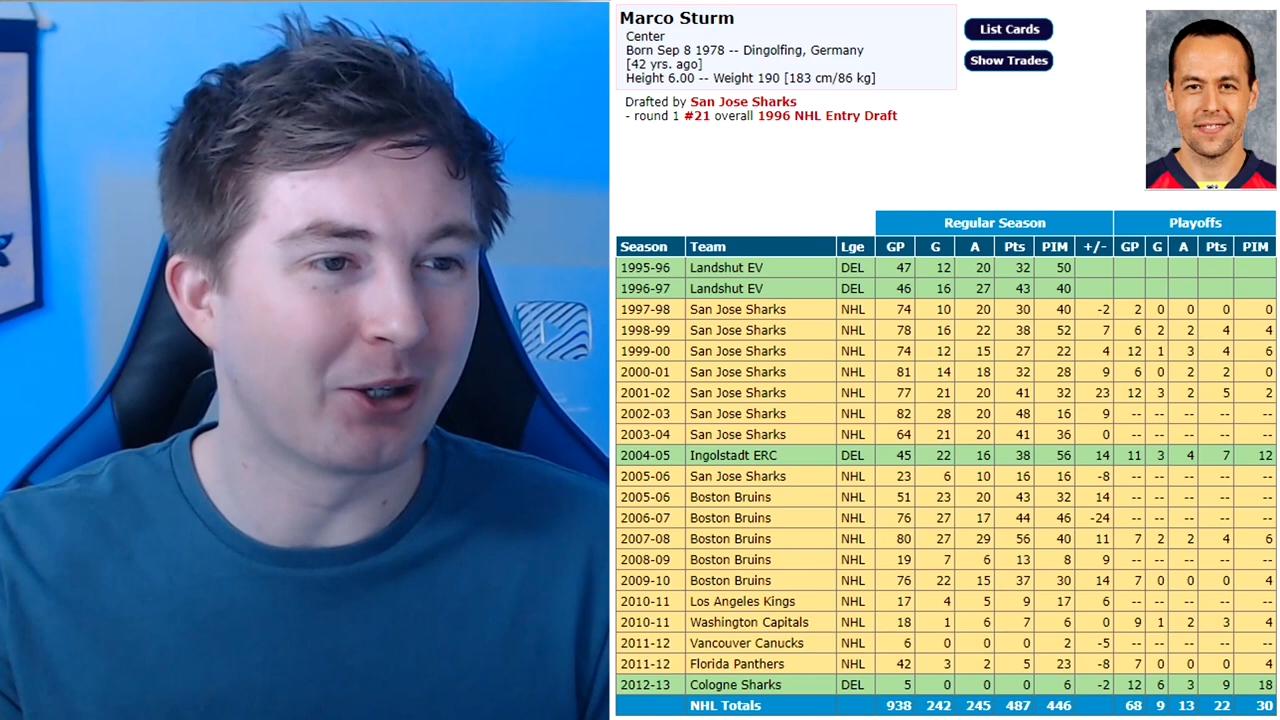 Marco Sturm
Center
Born Sep 8 1978 -- Dingolfing, Germany
[42 yrs. ago]
Height 6.00 -- Weight 190 [183 cm/86 kg]
List Cards
Show Trades
Drafted by San Jose Sharks
- round 1 #21 overall 1996 NHL Entry Draft
Regular Season Playoffs
Season Team Lge GP G A Pts PIM +/- GP G A Pts PIM
1995-96 Landshut EV DEL 47 12 20 32 50
1996-97 Landshut EV DEL 46 16 27 43 40
1997-98 San Jose Sharks NHL 74 10 20 30 40 -2 2 0 0 0 0
1998-99 San Jose Sharks NHL 78 16 22 38 52 7 6 2 2 4 4
1999-00 San Jose Sharks NHL 74 12 15 27 22 4 12 1 3 4 6
2000-01 San Jose Sharks NHL 81 14 18 32 28 9 6 0 2 2 0
2001-02 San Jose Sharks NHL 77 21 20 41 32 23 12 3 2 5 2
2002-03 San Jose Sharks NHL 82 28 20 48 16 9 -- -- -- -- --
2003-04 San Jose Sharks NHL 64 21 20 41 36 0 -- -- -- -- --
2004-05 Ingolstadt ERC DEL 45 22 16 38 56 14 11 3 4 7 12
2005-06 San Jose Sharks NHL 23 6 10 16 16 -8 -- -- -- -- --
2005-06 Boston Bruins NHL 51 23 20 43 32 14 -- -- -- -- --
2006-07 Boston Bruins NHL 76 27 17 44 46 -24 -- -- -- -- --
2007-08 Boston Bruins NHL 80 27 29 56 40 11 7 2 2 4 6
2008-09 Boston Bruins NHL 19 7 6 13 8 9 -- -- -- -- --
2009-10 Boston Bruins NHL 76 22 15 37 30 14 7 0 0 0 4
2010-11 Los Angeles Kings NHL 17 4 5 9 17 6 -- -- -- -- --
2010-11 Washington Capitals NHL 18 1 6 7 6 0 9 1 2 3 4
2011-12 Vancouver Canucks NHL 6 0 0 0 2 -5 -- -- -- -- --
2011-12 Florida Panthers NHL 42 3 2 5 23 -8 7 0 0 0 4
2012-13 Cologne Sharks DEL 5 0 0 0 6 -2 12 6 3 9 18
NHL Totals 938 242 245 487 446 68 9 13 22 30